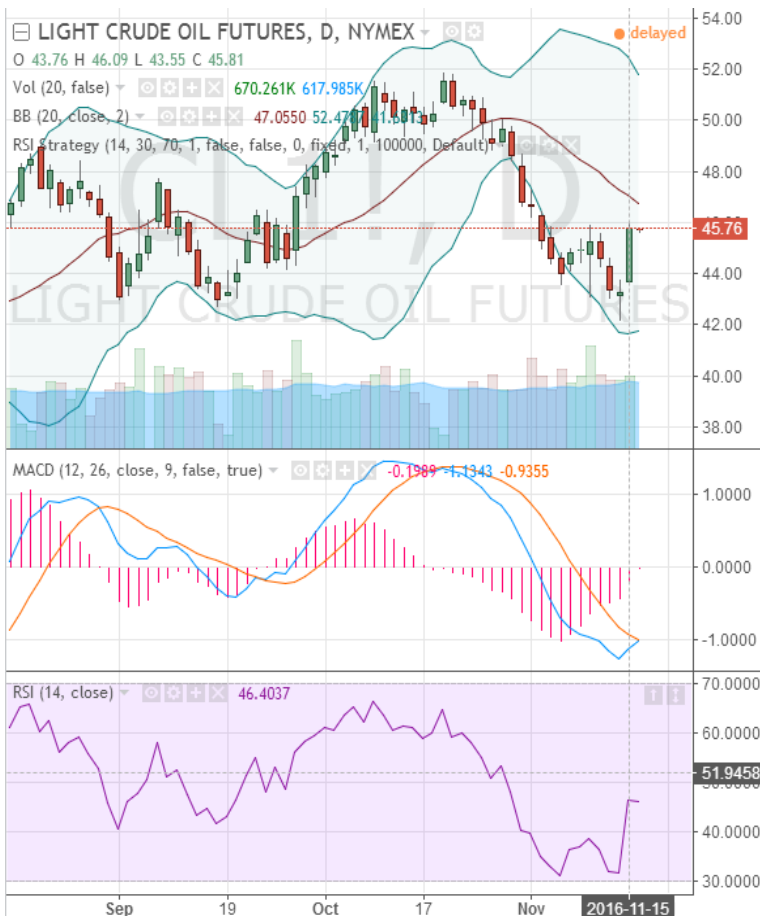 LIGHT CRUDE OIL FUTURES, D, NYMEX
delayed
O 43.76 H 46.09 L 43.55 C 45.81
Vol (20, false) 670.261K 617.985K
BB (20, close, 2) 47.0550
RSI Strategy (14, 30, 70, 1, false, false, 0, fixed, 1, 100000, Default)
CL1!, D
LIGHT CRUDE OIL FUTURES
54.00
52.00
50.00
48.00
45.76
44.00
42.00
40.00
38.00
MACD (12, 26, close, 9, false, true) -0.1989 -1.1343 -0.9355
1.0000
0.0000
-1.0000
RSI (14, close) 46.4037
70.0000
60.0000
51.9458
40.0000
30.0000
Sep 19 Oct 17 Nov 2016-11-15